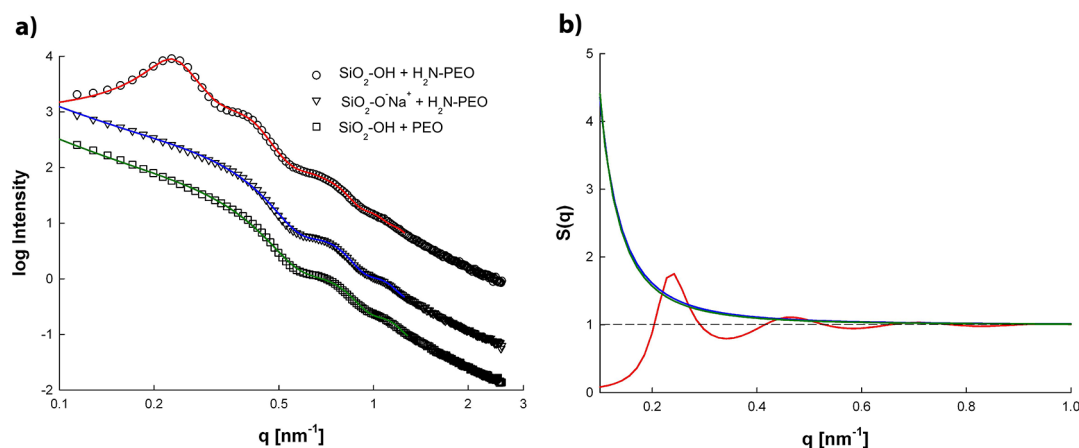 a)
4
3
2
1
0
-1
-2
log Intensity
0.1
0.2
0.5
1
2
3
q [nm⁻¹]
SiO₂-OH + H₂N-PEO
SiO₂-O⁻Na⁺ + H₂N-PEO
SiO₂-OH + PEO
b)
5
4
3
2
1
0
S(q)
0.2
0.4
0.6
0.8
1.0
q [nm⁻¹]